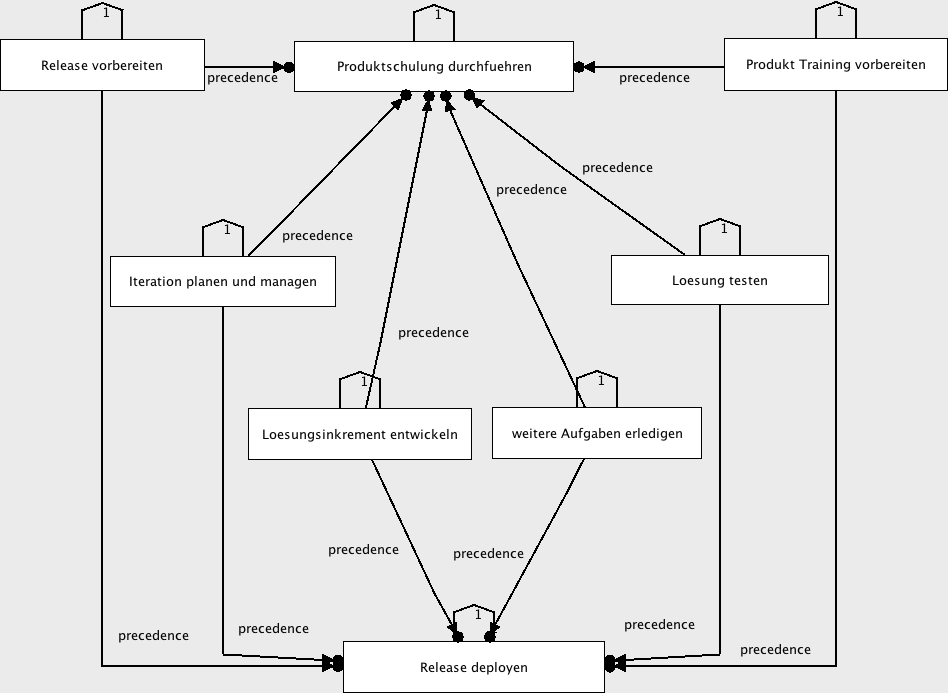 1
1
1
Release vorbereiten
Produktschulung durchfuehren
Produkt Training vorbereiten
precedence
precedence
precedence
precedence
precedence
1
1
Iteration planen und managen
Loesung testen
precedence
1
1
Loesungsinkrement entwickeln
weitere Aufgaben erledigen
precedence
precedence
1
precedence
precedence
precedence
precedence
Release deployen